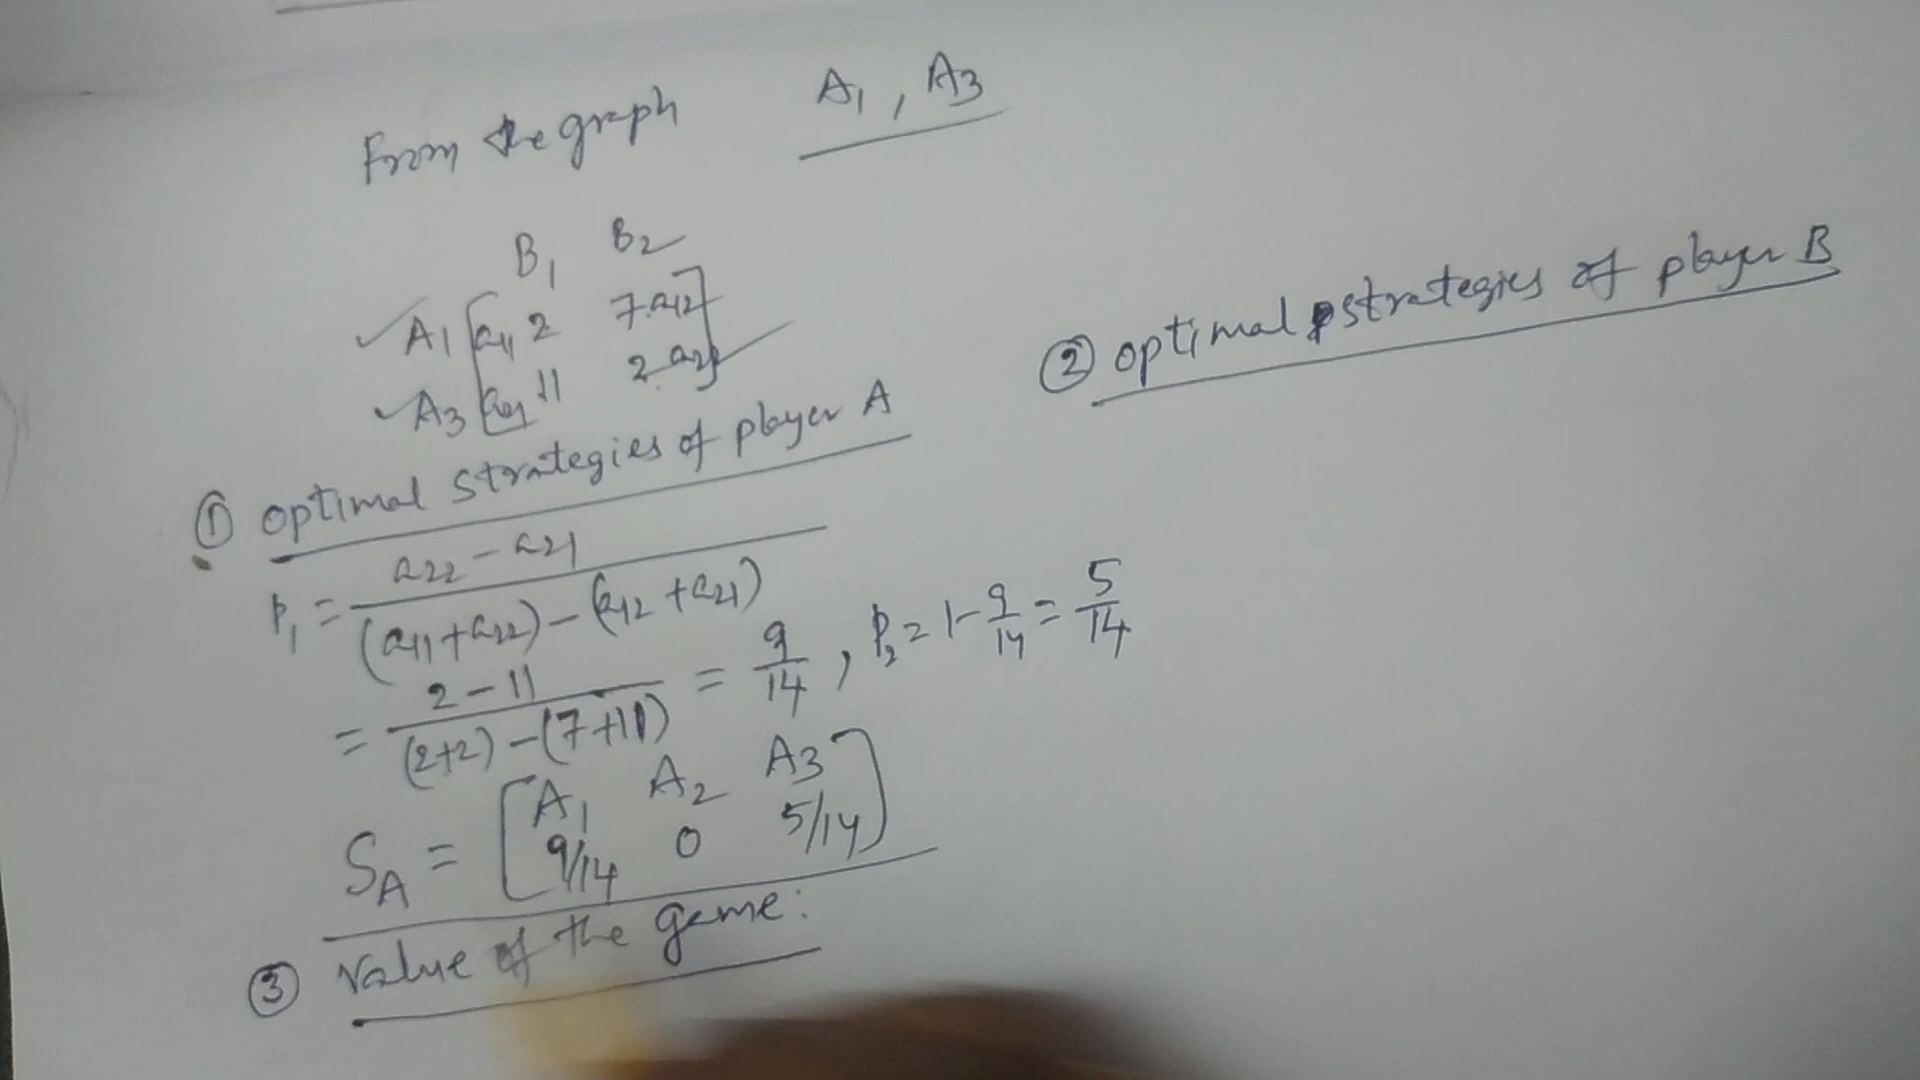 From the graph A1, A3
B1 B2
A1 [a11 2 7 a12]
A3 [a21 11 2 a22]
① optimal strategies of player A
P1 = a22 - a21 / (a11 + a22) - (a12 + a21)
= 2 - 11 / (2+2) - (7+11) = 9/14, P2 = 1 - 9/14 = 5/14
SA = [A1 A2 A3
9/14 0 5/14]
③ Value of the game:
② optimal strategies of player B